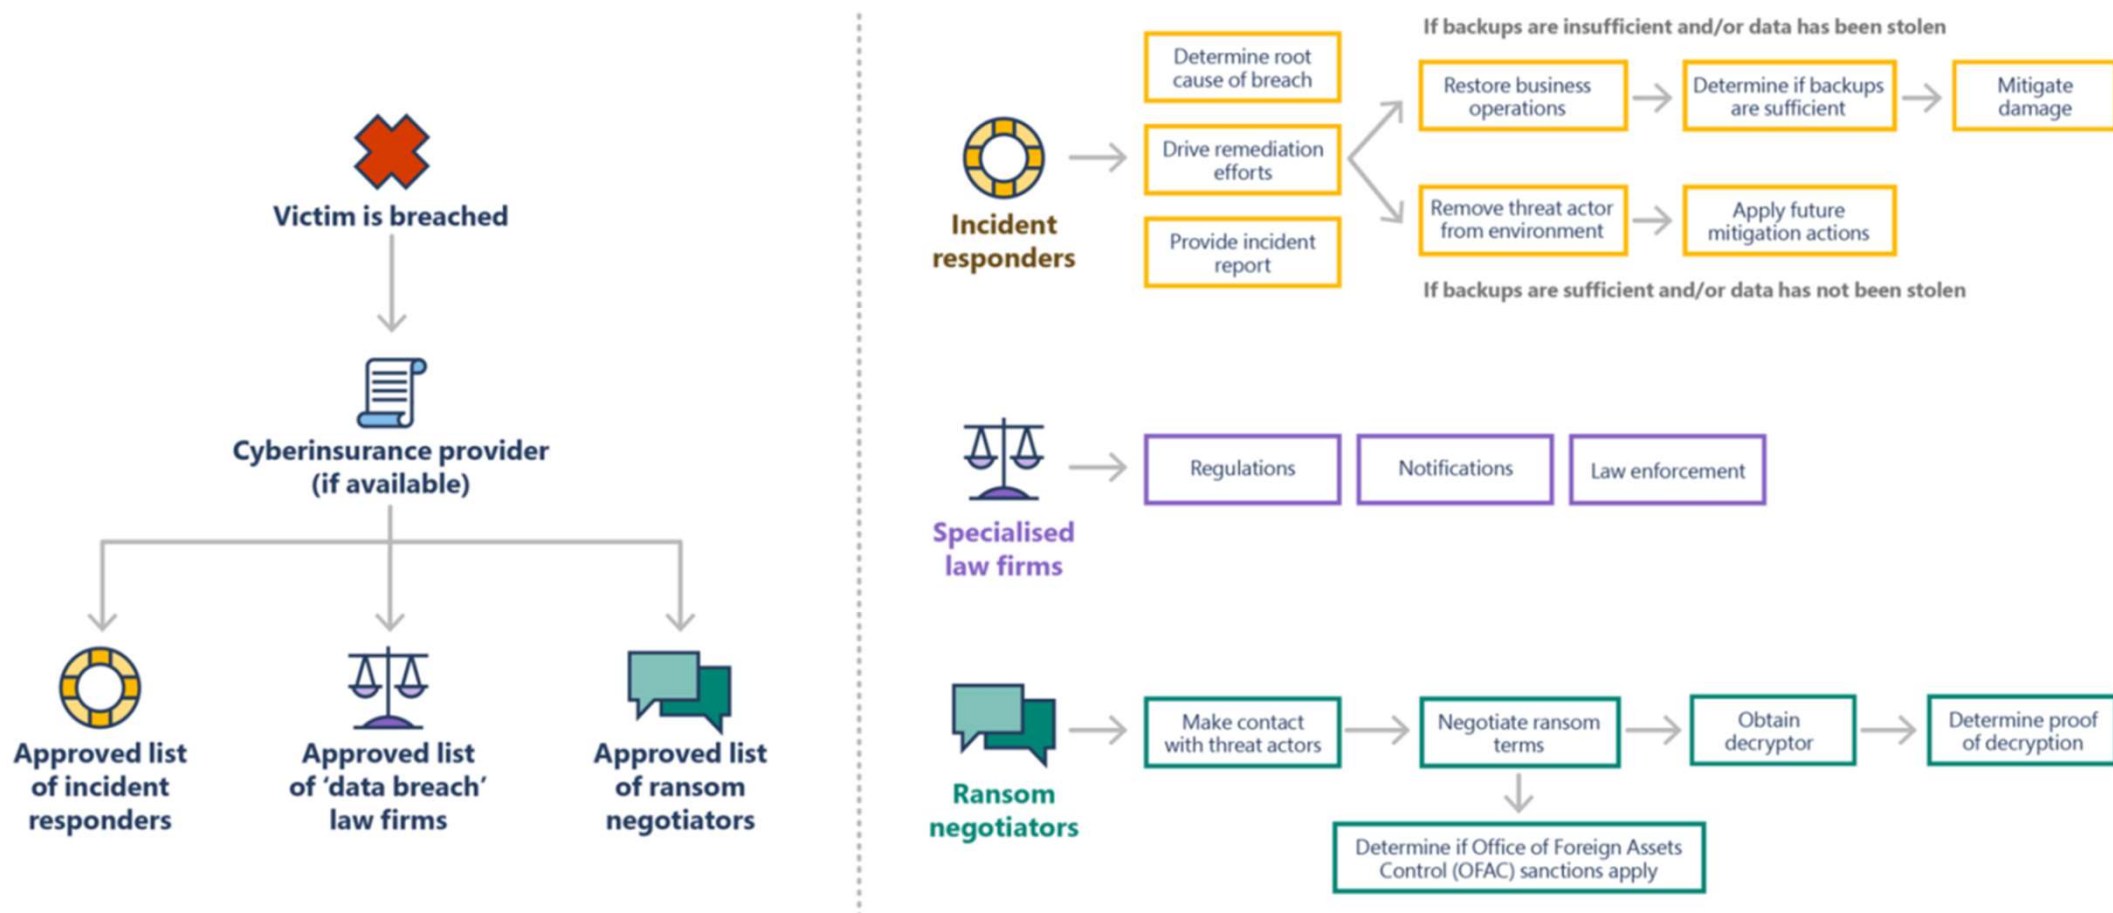 Victim is breached
Cyberinsurance provider
(if available)
Approved list
of incident
responders
Approved list
of ‘data breach’
law firms
Approved list
of ransom
negotiators
Incident
responders
Determine root
cause of breach
Drive remediation
efforts
Provide incident
report
If backups are insufficient and/or data has been stolen
Restore business
operations
Determine if backups
are sufficient
Mitigate
damage
Remove threat actor
from environment
Apply future
mitigation actions
If backups are sufficient and/or data has not been stolen
Specialised
law firms
Regulations
Notifications
Law enforcement
Ransom
negotiators
Make contact
with threat actors
Negotiate ransom
terms
Obtain
decryptor
Determine proof
of decryption
Determine if Office of Foreign Assets
Control (OFAC) sanctions apply